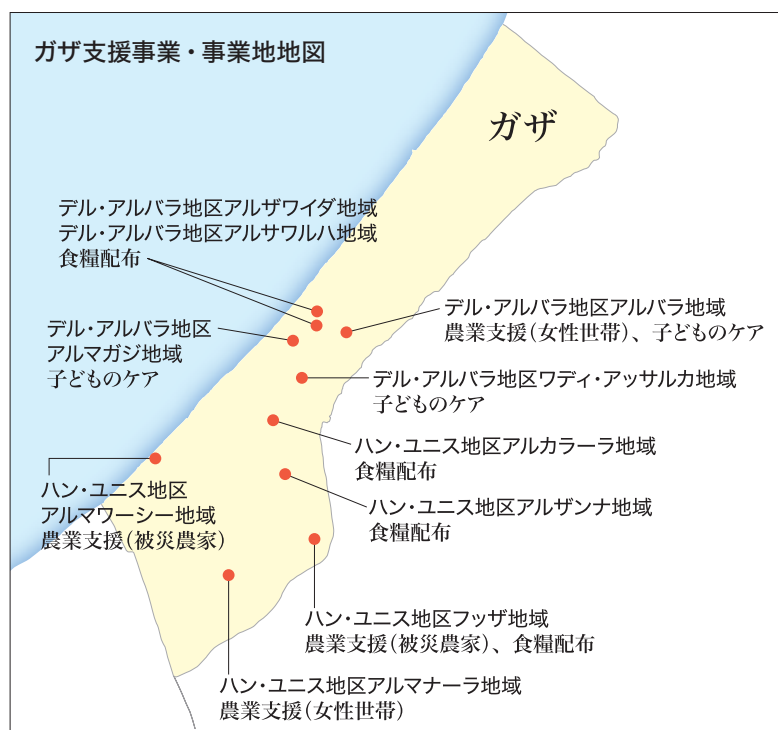 ガザ支援事業・事業地地図
ガザ
デル・アルバラ地区アルザワイダ地域
デル・アルバラ地区アルサワルハ地域
食糧配布
デル・アルバラ地区アルバラ地域
農業支援(女性世帯)、子どものケア
デル・アルバラ地区
アルマガジ地域
子どものケア
デル・アルバラ地区ワディ・アッサルカ地域
子どものケア
ハン・ユニス地区アルカラーラ地域
食糧配布
ハン・ユニス地区
アルマワーシー地域
農業支援(被災農家)
ハン・ユニス地区アルザンナ地域
食糧配布
ハン・ユニス地区フッザ地域
農業支援(被災農家)、食糧配布
ハン・ユニス地区アルマナーラ地域
農業支援(女性世帯)